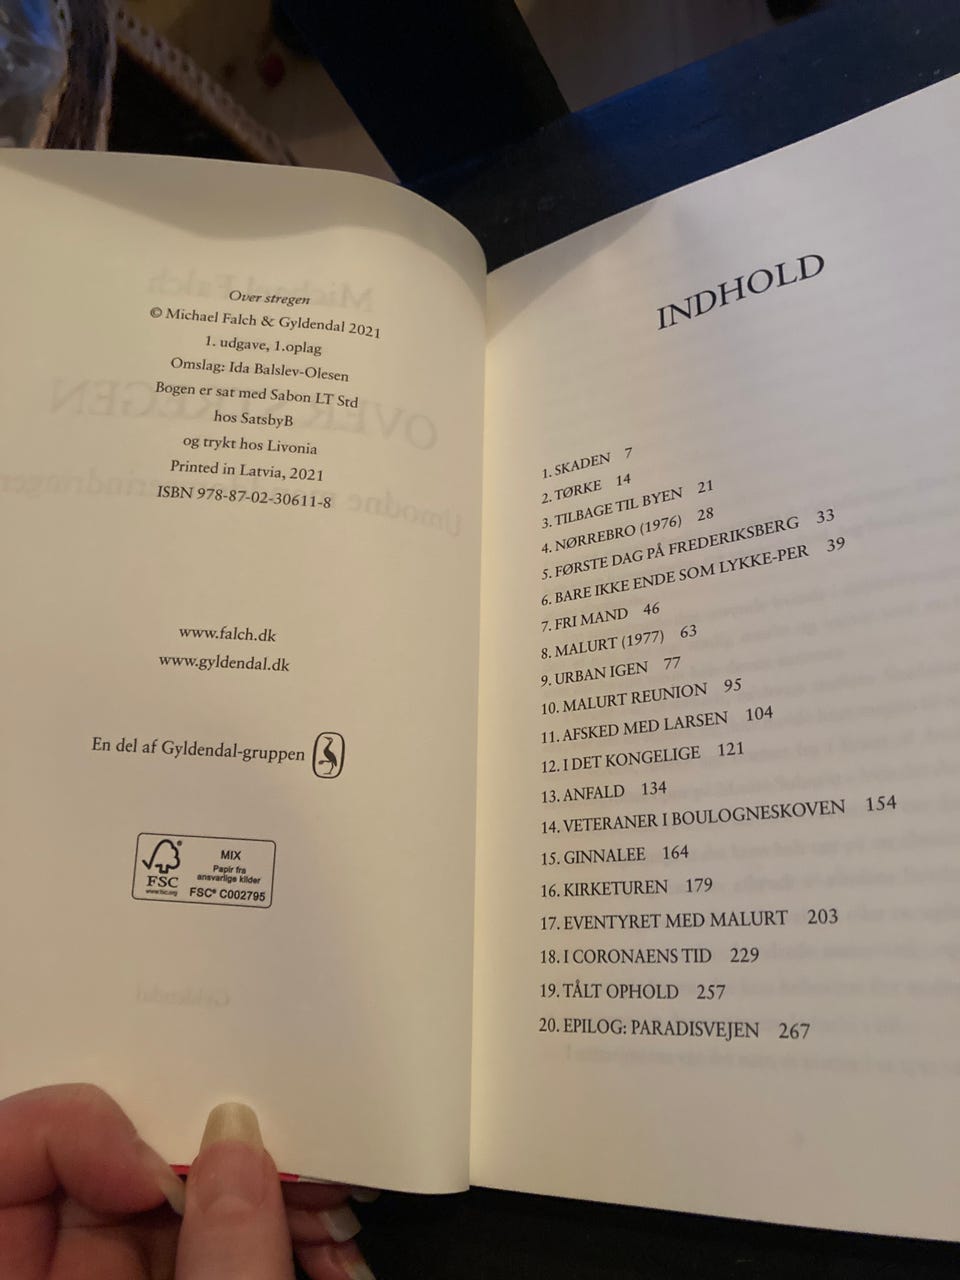 Over stregen
© Michael Falch & Gyldendal 2021
1. udgave, 1.oplag
Omslag: Ida Balslev-Olesen
Bogen er sat med Sabon LT Std
hos SatsbyB
og trykt hos Livonia
Printed in Latvia, 2021
ISBN 978-87-02-30611-8
www.falch.dk
www.gyldendal.dk
En del af Gyldendal-gruppen
FSC
www.fsc.org
MIX
Papir fra
ansvarlige kilder
FSC® C002795
INDHOLD
1. SKADEN 7
2. TØRKE 14
3. TILBAGE TIL BYEN 21
4. NØRREBRO (1976) 28
5. FØRSTE DAG PÅ FREDERIKSBERG 33
6. BARE IKKE ENDE SOM LYKKE-PER 39
7. FRI MAND 46
8. MALURT (1977) 63
9. URBAN IGEN 77
10. MALURT REUNION 95
11. AFSKED MED LARSEN 104
12. I DET KONGELIGE 121
13. ANFALD 134
14. VETERANER I BOULOGNESKOVEN 154
15. GINNALEE 164
16. KIRKETUREN 179
17. EVENTYRET MED MALURT 203
18. I CORONAENS TID 229
19. TÅLT OPHOLD 257
20. EPILOG: PARADISVEJEN 267